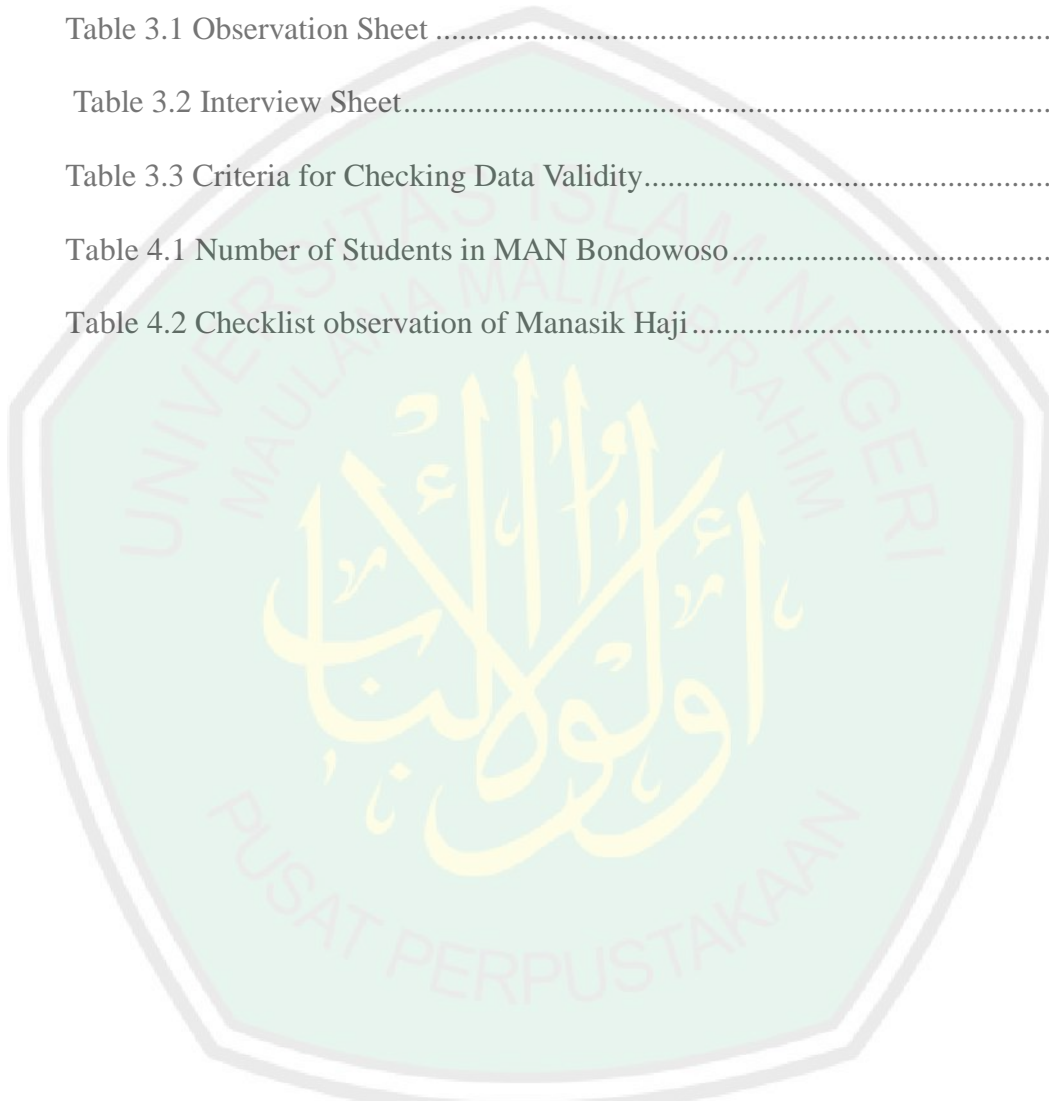 Table 3.1 Observation Sheet ........................................................................
Table 3.2 Interview Sheet............................................................................
Table 3.3 Criteria for Checking Data Validity...............................................
Table 4.1 Number of Students in MAN Bondowoso.....................................
Table 4.2 Checklist observation of Manasik Haji..........................................
UNIVERSITAS ISLAM NEGERI
MAULANA MALIK IBRAHIM
أولوا الألباب
PUSAT PERPUSTAKAAN